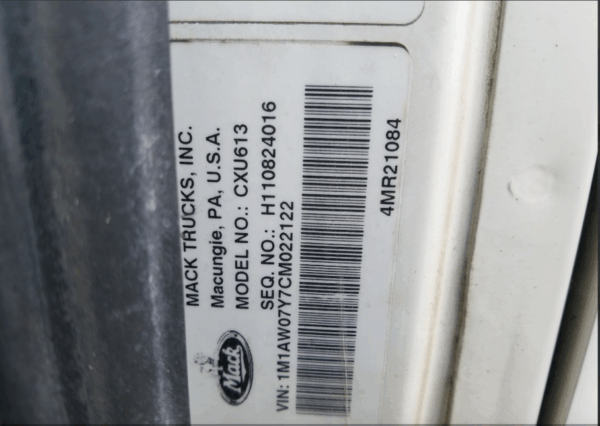 MACK TRUCKS, INC.
Macungie, PA, U.S.A.
MODEL NO.: CXU613
SEQ. NO.: H110824016
VIN: 1M1AW07Y7CM022122
4MR21084
Mack